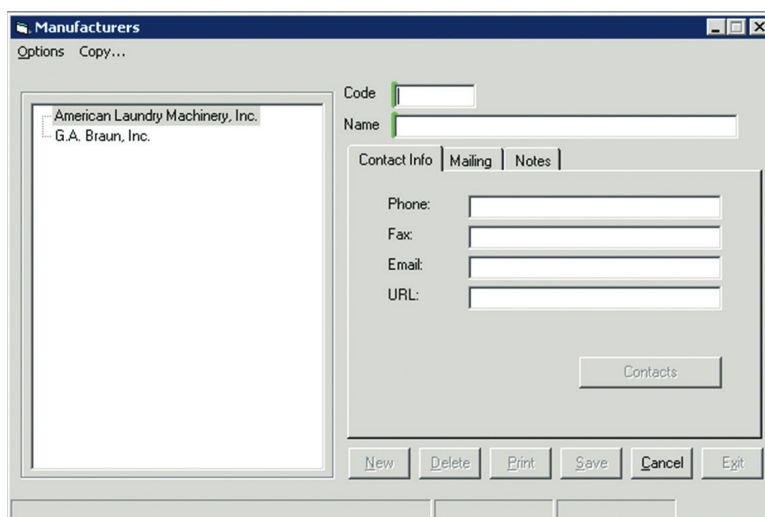 Manufacturers
Options Copy...
American Laundry Machinery, Inc.
G.A. Braun, Inc.
Code
Name
Contact Info Mailing Notes
Phone:
Fax:
Email:
URL:
Contacts
New Delete Print Save Cancel Exit